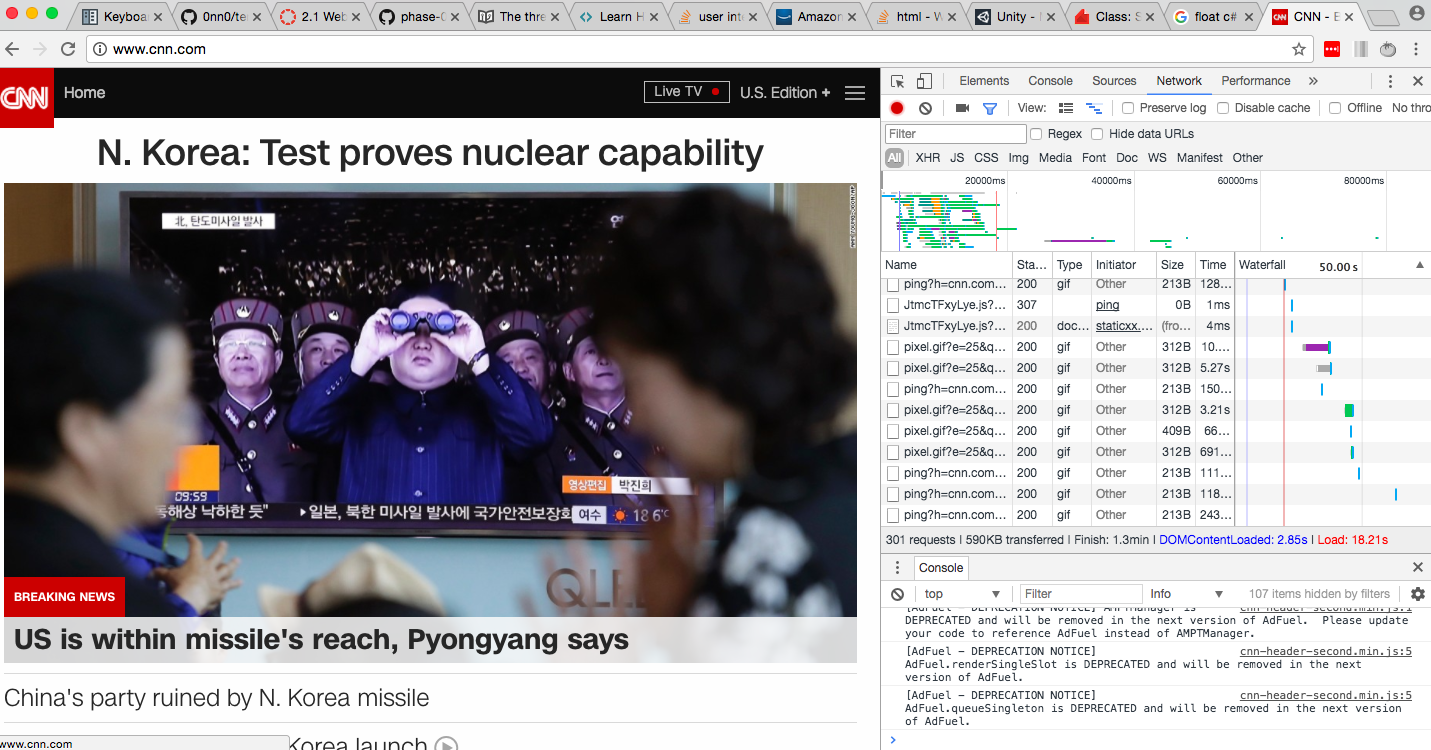 Keyboa
0nn0/te
2.1 Web
phase-0
The thre
Learn H
user inte
Amazon
html - W
Unity -
Class: S
float c#
CNN - B
www.cnn.com
CNN
Home
Live TV
U.S. Edition +
N. Korea: Test proves nuclear capability
北, 탄도미사일 발사
영상편집 박진희
09:59
동해상 낙하한 듯"
▸일본, 북한 미사일 발사에 국가안전보장회
여수
18.6℃
QLE
BREAKING NEWS
US is within missile's reach, Pyongyang says
China's party ruined by N. Korea missile
Korea launch
www.cnn.com
Elements Console Sources Network Performance »
View: Preserve log Disable cache Offline No thro
Filter Regex Hide data URLs
All XHR JS CSS Img Media Font Doc WS Manifest Other
20000ms 40000ms 60000ms 80000ms
Name Sta... Type Initiator Size Time Waterfall 50.00 s
ping?h=cnn.com... 200 gif Other 213B 128...
JtmcTFxyLye.js?... 307 ping 0B 1ms
JtmcTFxyLye.js?... 200 doc... staticxx.... (fro... 4ms
pixel.gif?e=25&q... 200 gif Other 312B 10....
pixel.gif?e=25&q... 200 gif Other 312B 5.27s
ping?h=cnn.com... 200 gif Other 213B 150...
pixel.gif?e=25&q... 200 gif Other 312B 3.21s
pixel.gif?e=25&q... 200 gif Other 409B 66...
pixel.gif?e=25&q... 200 gif Other 312B 691...
ping?h=cnn.com... 200 gif Other 213B 111...
ping?h=cnn.com... 200 gif Other 213B 118...
ping?h=cnn.com... 200 gif Other 213B 243...
301 requests | 590KB transferred | Finish: 1.3min | DOMContentLoaded: 2.85s | Load: 18.21s
Console
top Filter Info 107 items hidden by filters
[AdFuel - DEPRECATION NOTICE] AMPTManager is cnn-header-second.min.js:1
DEPRECATED and will be removed in the next version of AdFuel. Please update
your code to reference AdFuel instead of AMPTManager.
[AdFuel - DEPRECATION NOTICE] cnn-header-second.min.js:5
AdFuel.renderSingleSlot is DEPRECATED and will be removed in the next
version of AdFuel.
[AdFuel - DEPRECATION NOTICE] cnn-header-second.min.js:5
AdFuel.queueSingleton is DEPRECATED and will be removed in the next version
of AdFuel.